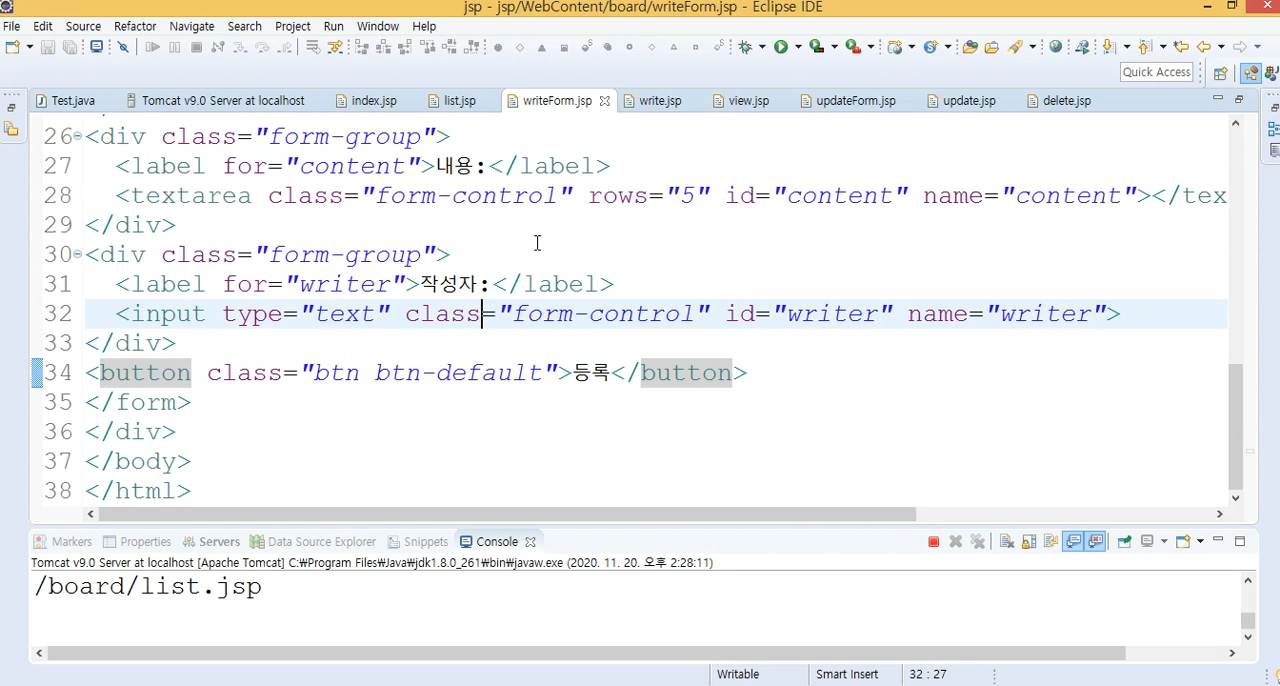 jsp - jsp/WebContent/board/writeForm.jsp - Eclipse IDE
File Edit Source Refactor Navigate Search Project Run Window Help
Quick Access
Test.java Tomcat v9.0 Server at localhost index.jsp list.jsp writeForm.jsp write.jsp view.jsp updateForm.jsp update.jsp delete.jsp
26 <div class="form-group">
27 <label for="content">내용:</label>
28 <textarea class="form-control" rows="5" id="content" name="content"></tex
29 </div>
30 <div class="form-group">
31 <label for="writer">작성자:</label>
32 <input type="text" class="form-control" id="writer" name="writer">
33 </div>
34 <button class="btn btn-default">등록</button>
35 </form>
36 </div>
37 </body>
38 </html>
Markers Properties Servers Data Source Explorer Snippets Console
Tomcat v9.0 Server at localhost [Apache Tomcat] C:₩Program Files₩Java₩jdk1.8.0_261₩bin₩javaw.exe (2020. 11. 20. 오후 2:28:11)
/board/list.jsp
Writable Smart Insert 32 : 27